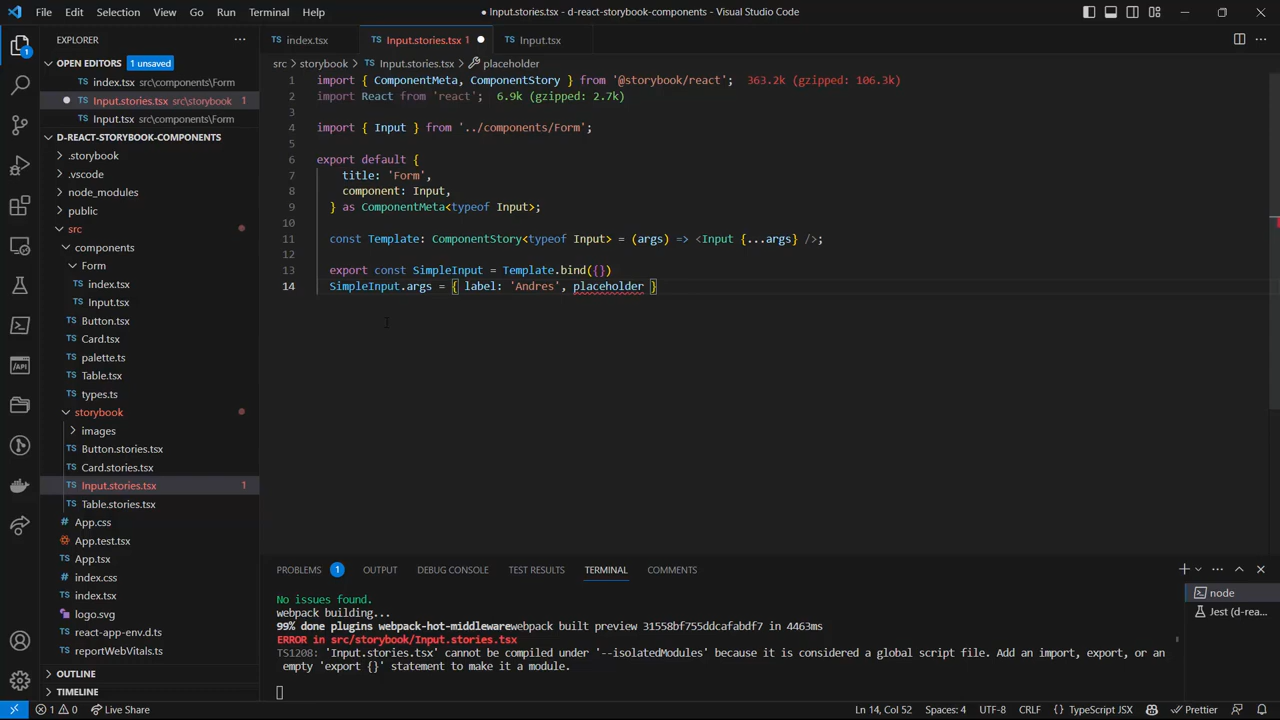 File Edit Selection View Go Run Terminal Help
● Input.stories.tsx - d-react-storybook-components - Visual Studio Code
EXPLORER
OPEN EDITORS 1 unsaved
index.tsx src\components\Form
Input.stories.tsx src\storybook 1
Input.tsx src\components\Form
D-REACT-STORYBOOK-COMPONENTS
.storybook
.vscode
node_modules
public
src
components
Form
TS index.tsx
TS Input.tsx
TS Button.tsx
TS Card.tsx
TS palette.ts
TS Table.tsx
TS types.ts
storybook
images
TS Button.stories.tsx
TS Card.stories.tsx
TS Input.stories.tsx 1
TS Table.stories.tsx
# App.css
App.test.tsx
TS App.tsx
# index.css
TS index.tsx
logo.svg
TS react-app-env.d.ts
TS reportWebVitals.ts
OUTLINE
TIMELINE
TS index.tsx
TS Input.stories.tsx 1
TS Input.tsx
src > storybook > TS Input.stories.tsx > placeholder
1 import { ComponentMeta, ComponentStory } from '@storybook/react'; 363.2k (gzipped: 106.3k)
2 import React from 'react'; 6.9k (gzipped: 2.7k)
3
4 import { Input } from '../components/Form';
5
6 export default {
7 title: 'Form',
8 component: Input,
9 } as ComponentMeta<typeof Input>;
10
11 const Template: ComponentStory<typeof Input> = (args) => <Input {...args} />;
12
13 export const SimpleInput = Template.bind({})
14 SimpleInput.args = { label: 'Andres', placeholder }
PROBLEMS 1 OUTPUT DEBUG CONSOLE TEST RESULTS TERMINAL COMMENTS
No issues found.
webpack building...
99% done plugins webpack-hot-middlewarewebpack built preview 31558bf755ddcafabdf7 in 4463ms
ERROR in src/storybook/Input.stories.tsx
TS1208: 'Input.stories.tsx' cannot be compiled under '--isolatedModules' because it is considered a global script file. Add an import, export, or an
empty 'export {}' statement to make it a module.
node
Jest (d-rea...
1 0 Live Share
Ln 14, Col 52 Spaces: 4 UTF-8 CRLF { } TypeScript JSX Prettier